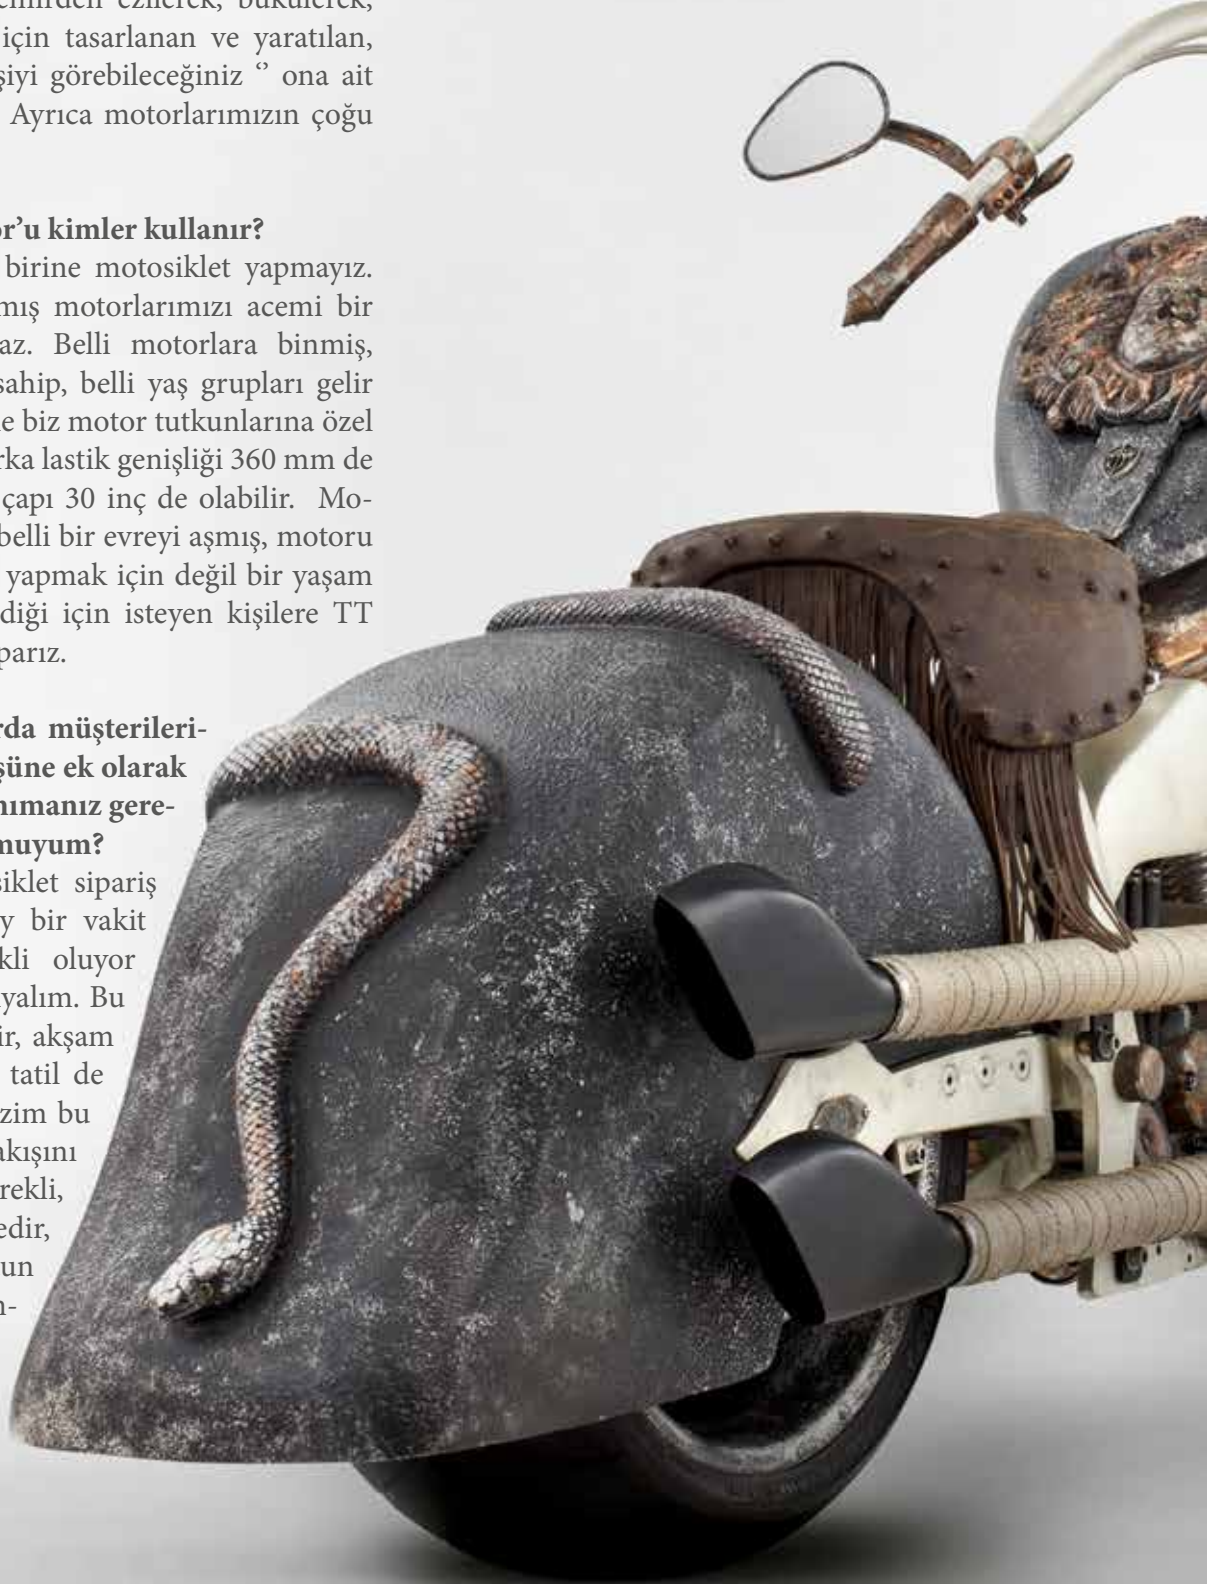 için tasarlanan ve yaratılan,
şiyi görebileceğiniz “ ona ait
Ayrıca motorlarımızın çoğu
or’u kimler kullanır?
birine motosiklet yapmayız.
mış motorlarımızı acemi bir
az. Belli motorlara binmiş,
sahip, belli yaş grupları gelir
e biz motor tutkunlarına özel
rka lastik genişliği 360 mm de
çapı 30 inç de olabilir. Mo-
belli bir evreyi aşmış, motoru
yapmak için değil bir yaşam
diği için isteyen kişilere TT
parız.
rda müşterileri-
şüne ek olarak
nımanız gere-
muyum?
siklet sipariş
y bir vakit
kli oluyor
yalım. Bu
ir, akşam
tatil de
zim bu
akışını
rekli,
edir,
un
n-